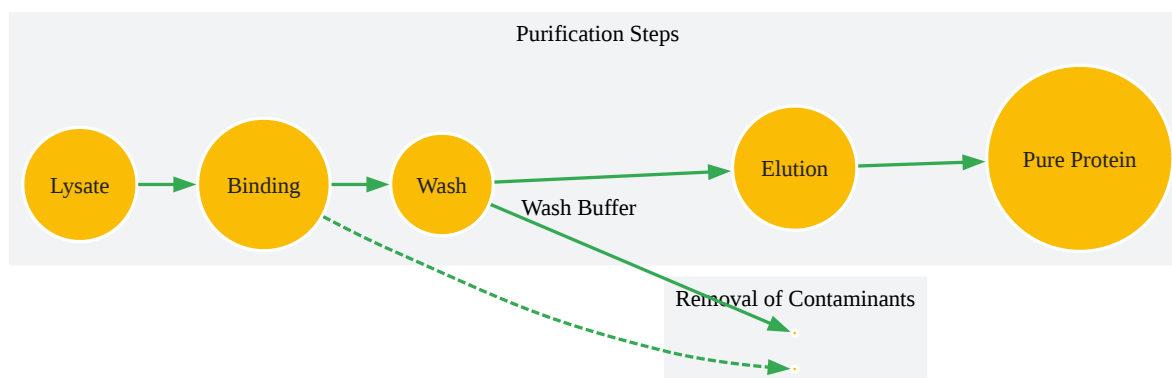 Purification Steps
Lysate
Binding
Wash
Elution
Pure Protein
Wash Buffer
Removal of Contaminants